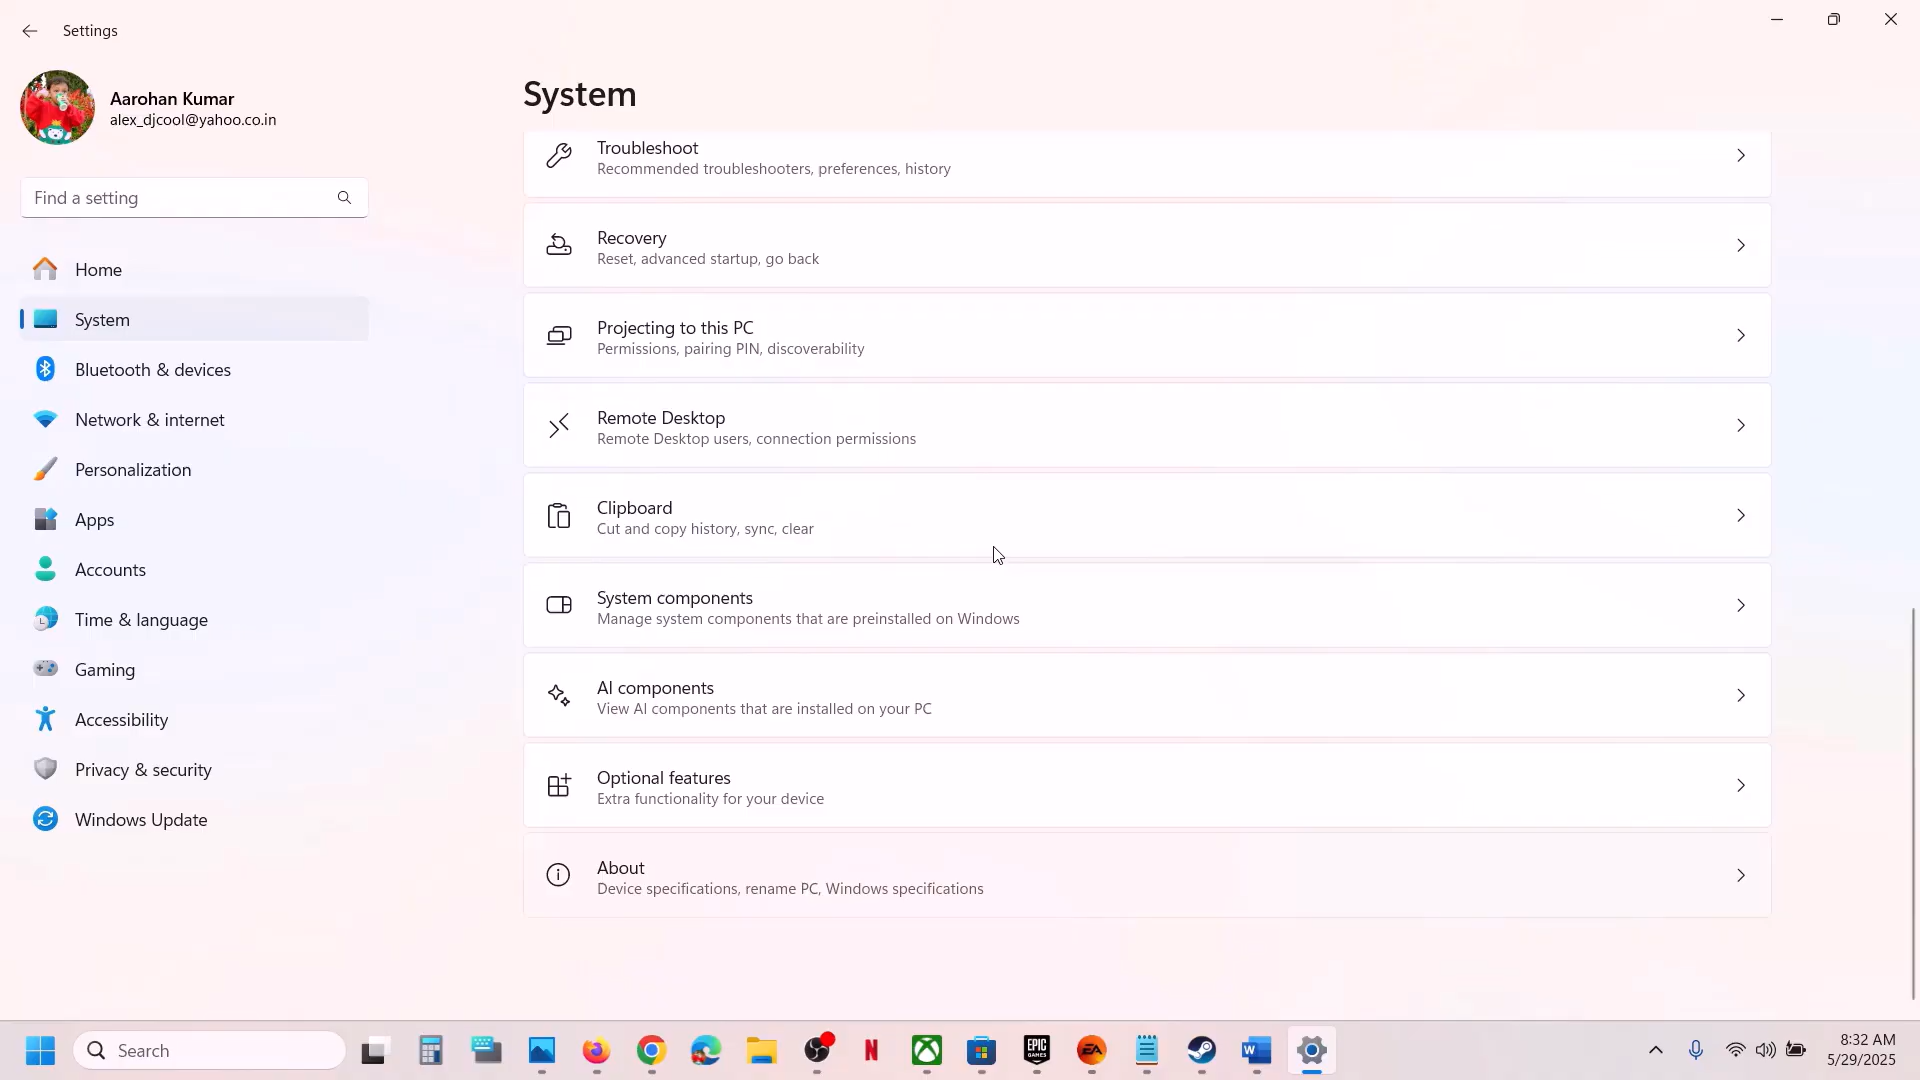 Settings
Aarohan Kumar
alex_djcool@yahoo.co.in
Find a setting
Home
System
Bluetooth & devices
Network & internet
Personalization
Apps
Accounts
Time & language
Gaming
Accessibility
Privacy & security
Windows Update
System
Troubleshoot
Recommended troubleshooters, preferences, history
Recovery
Reset, advanced startup, go back
Projecting to this PC
Permissions, pairing PIN, discoverability
Remote Desktop
Remote Desktop users, connection permissions
Clipboard
Cut and copy history, sync, clear
System components
Manage system components that are preinstalled on Windows
AI components
View AI components that are installed on your PC
Optional features
Extra functionality for your device
About
Device specifications, rename PC, Windows specifications
Search
N
EPIC
GAMES
EA
W
8:32 AM
5/29/2025